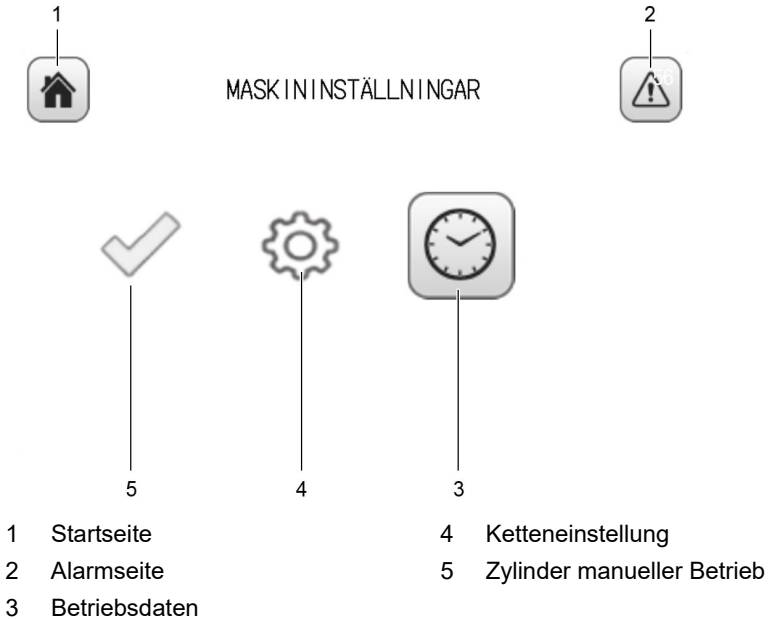 1
2
MASKININSTÄLLNINGAR
5
4
3
1 Startseite
2 Alarmseite
3 Betriebsdaten
4 Ketteneinstellung
5 Zylinder manueller Betrieb